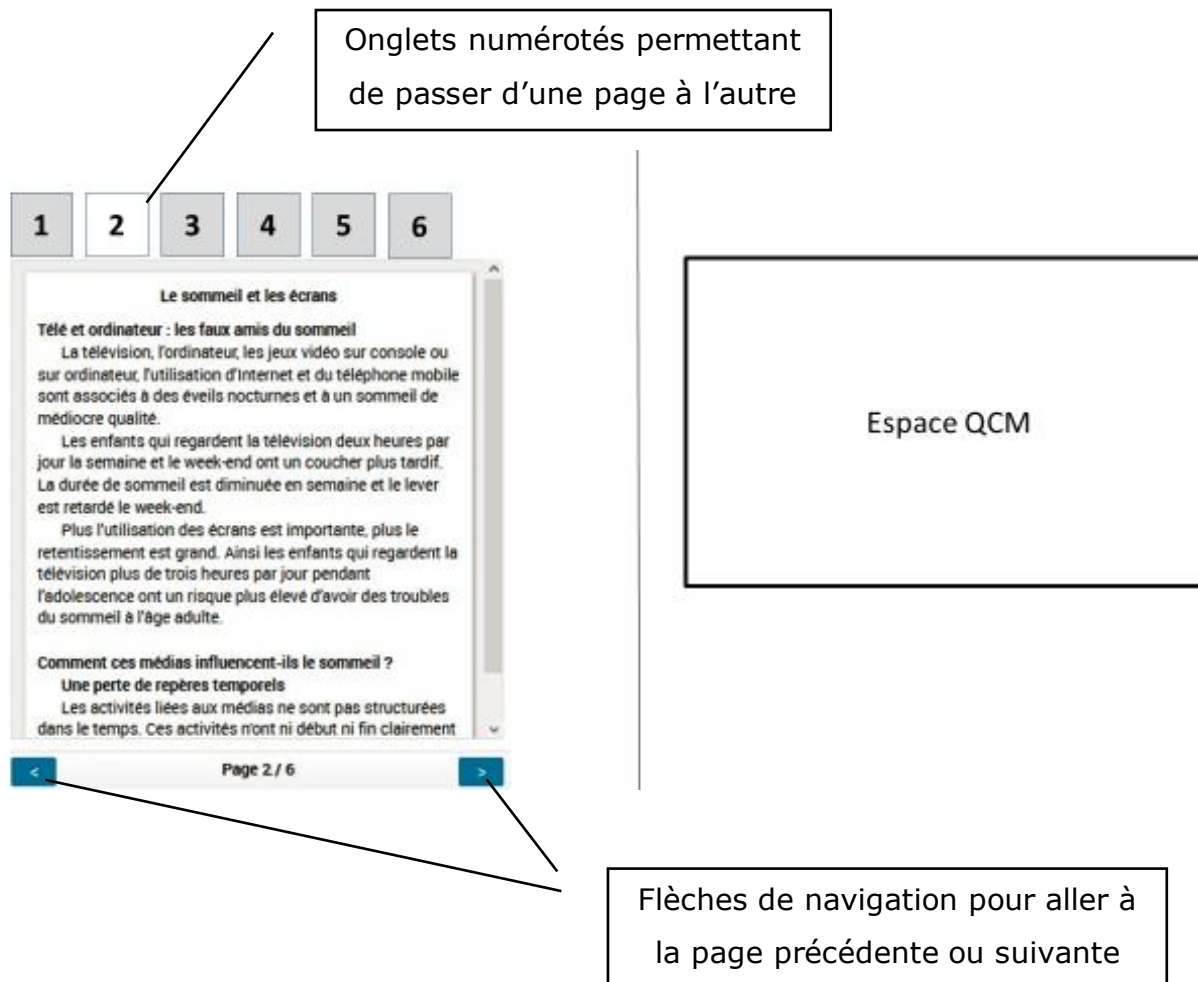 Onglets numérotés permettant
de passer d’une page à l’autre
1 2 3 4 5 6
Le sommeil et les écrans
Télé et ordinateur : les faux amis du sommeil
La télévision, l'ordinateur, les jeux vidéo sur console ou
sur ordinateur, l'utilisation d'Internet et du téléphone mobile
sont associés à des éveils nocturnes et à un sommeil de
médiocre qualité.
Les enfants qui regardent la télévision deux heures par
jour la semaine et le week-end ont un coucher plus tardif.
La durée de sommeil est diminuée en semaine et le lever
est retardé le week-end.
Plus l'utilisation des écrans est importante, plus le
retentissement est grand. Ainsi les enfants qui regardent la
télévision plus de trois heures par jour pendant
l'adolescence ont un risque plus élevé d'avoir des troubles
du sommeil à l'âge adulte.
Comment ces médias influencent-ils le sommeil ?
Une perte de repères temporels
Les activités liées aux médias ne sont pas structurées
dans le temps. Ces activités n'ont ni début ni fin clairement
< Page 2 / 6 >
Espace QCM
Flèches de navigation pour aller à
la page précédente ou suivante